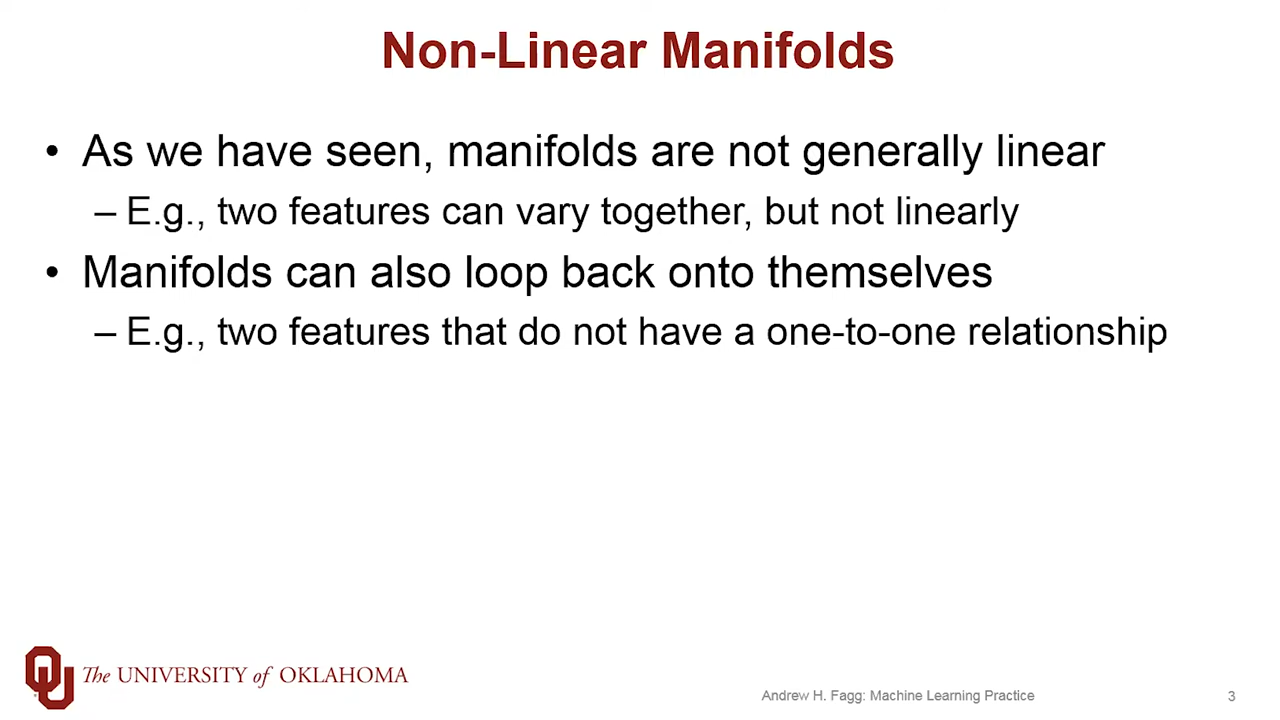 Non-Linear Manifolds
• As we have seen, manifolds are not generally linear
– E.g., two features can vary together, but not linearly
• Manifolds can also loop back onto themselves
– E.g., two features that do not have a one-to-one relationship
The UNIVERSITY of OKLAHOMA
Andrew H. Fagg: Machine Learning Practice
3